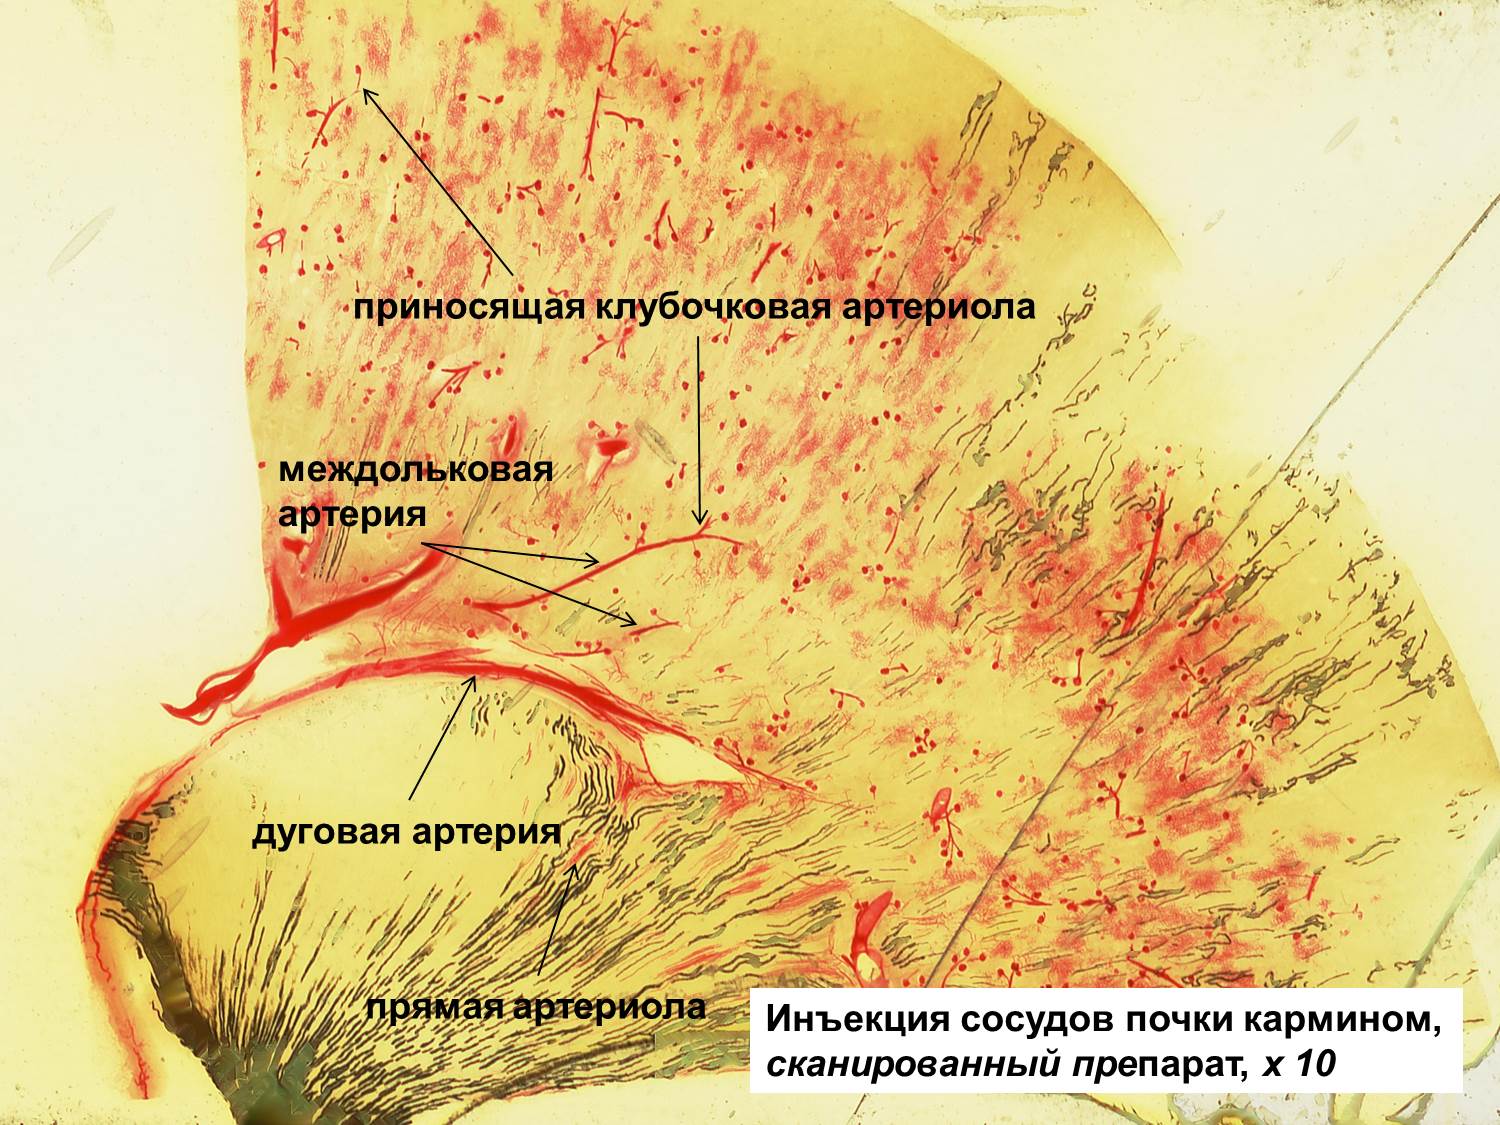 приносящая клубочковая артериола
междольковая
артерия
дуговая артерия
прямая артериола
Инъекция сосудов почки кармином,
сканированный препарат, х 10